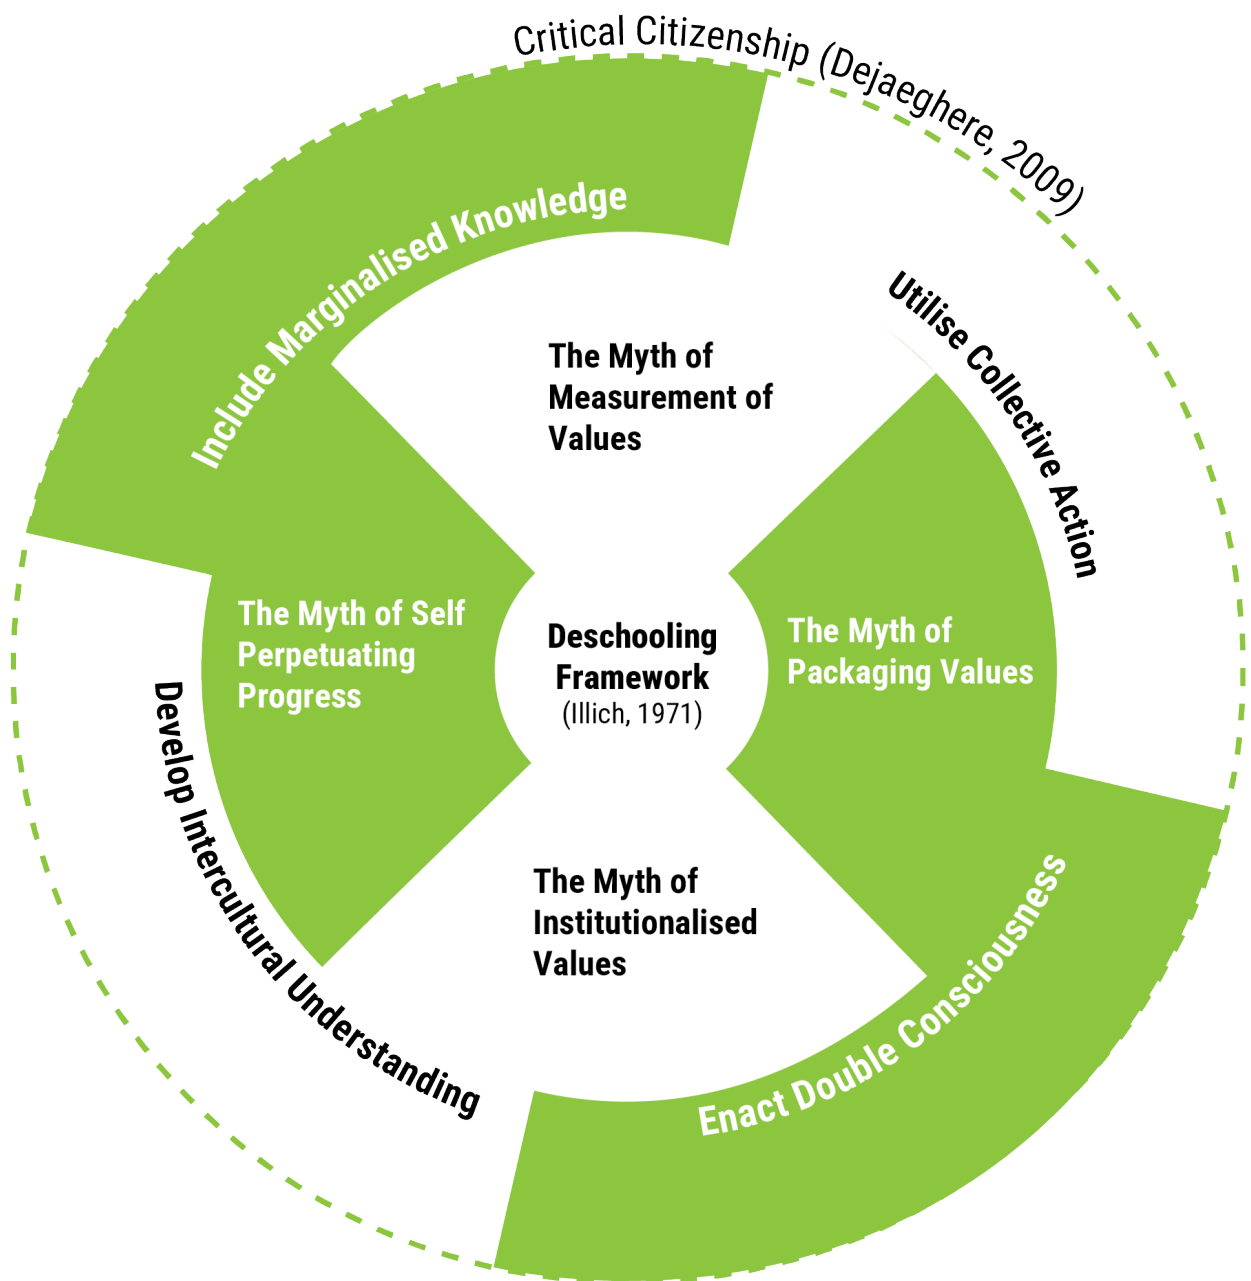 Critical Citizenship (Dejaeghere, 2009)
Include Marginalised Knowledge
Utilise Collective Action
The Myth of
Measurement of
Values
The Myth of Self
Perpetuating
Progress
Deschooling
Framework
(Illich, 1971)
The Myth of
Packaging Values
The Myth of
Institutionalised
Values
Develop Intercultural Understanding
Enact Double Consciousness